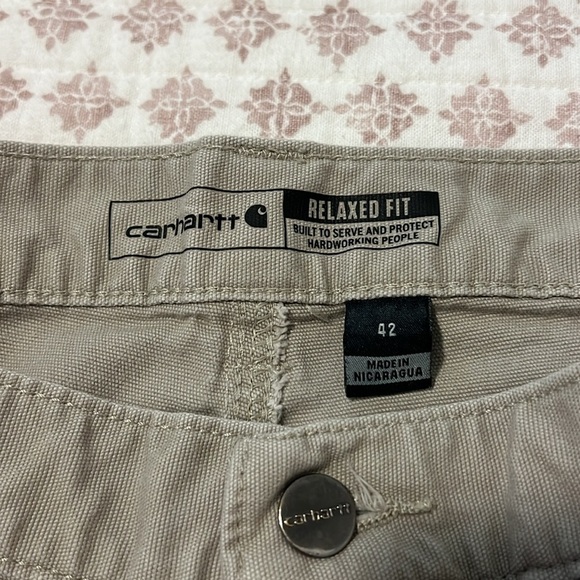 carhartt
RELAXED FIT
BUILT TO SERVE AND PROTECT
HARDWORKING PEOPLE
42
MADE IN
NICARAGUA
carhartt